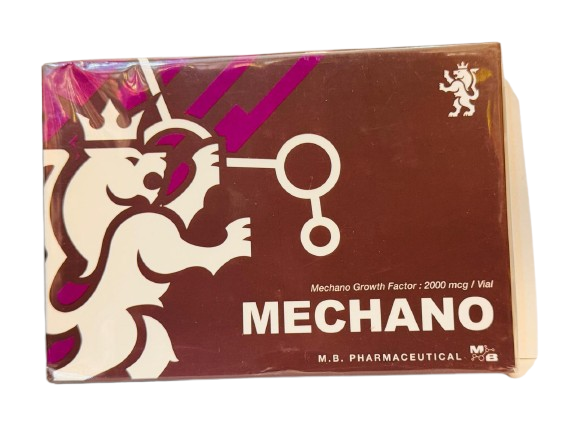 Mechano Growth Factor : 2000 mcg / Vial
MECHANO
M.B. PHARMACEUTICAL M B